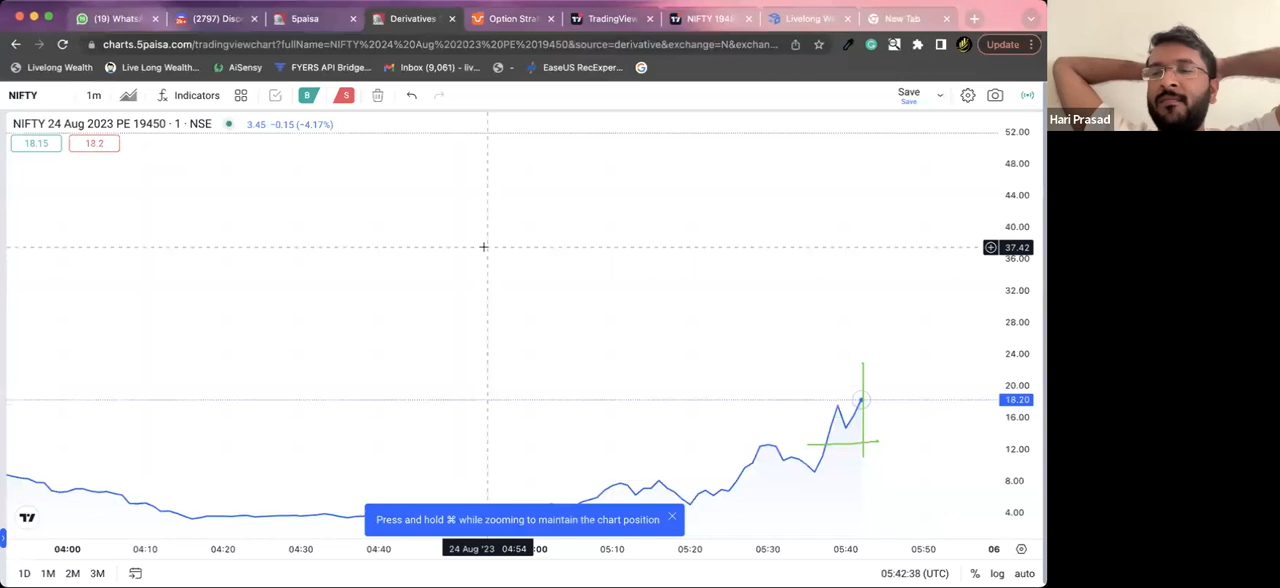 (19) WhatsA
(2797) Disc
5paisa
Derivatives
Option Strat
TradingView
NIFTY 1948
Livelong We
New Tab
charts.5paisa.com/tradingviewchart?fullName=NIFTY%2024%20Aug%202023%20PE%2019450&source=derivative&exchange=N&exchan...
Update
Livelong Wealth
Live Long Wealth...
AiSensy
FYERS API Bridge...
Inbox (9,061) - liv...
-
EaseUS RecExper...
NIFTY
1m
Indicators
B
S
Save
Save
NIFTY 24 Aug 2023 PE 19450 · 1 · NSE
3.45 −0.15 (−4.17%)
18.15
18.2
52.00
48.00
44.00
40.00
37.42
36.00
32.00
28.00
24.00
20.00
18.20
16.00
12.00
8.00
4.00
Press and hold ⌘ while zooming to maintain the chart position
04:00
04:10
04:20
04:30
04:40
24 Aug '23 04:54
:00
05:10
05:20
05:30
05:40
05:50
06
1D
1M
2M
3M
05:42:38 (UTC)
%
log
auto
Hari Prasad